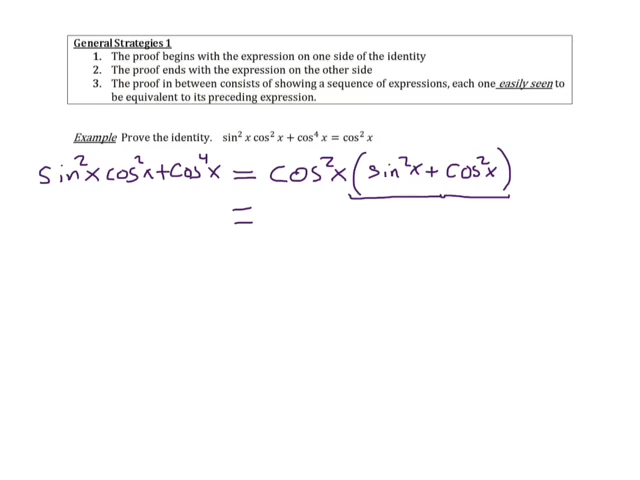 General Strategies 1
1. The proof begins with the expression on one side of the identity
2. The proof ends with the expression on the other side
3. The proof in between consists of showing a sequence of expressions, each one easily seen to
be equivalent to its preceding expression.
Example Prove the identity. sin² x cos² x + cos⁴ x = cos² x
sin²x cos²x + cos⁴x = cos²x (sin²x + cos²x)
=